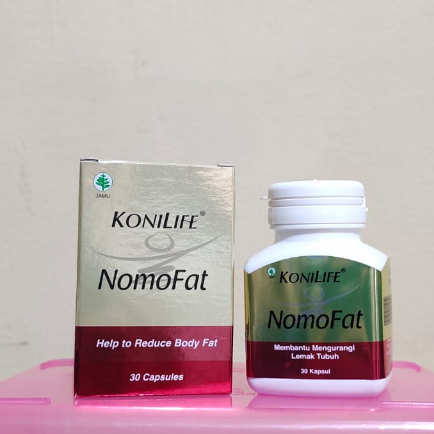 JAMU
KONILIFE®
NomoFat
Help to Reduce Body Fat
30 Capsules
KONILIFE®
NomoFat
Membantu Mengurangi
Lemak Tubuh
30 Kapsul